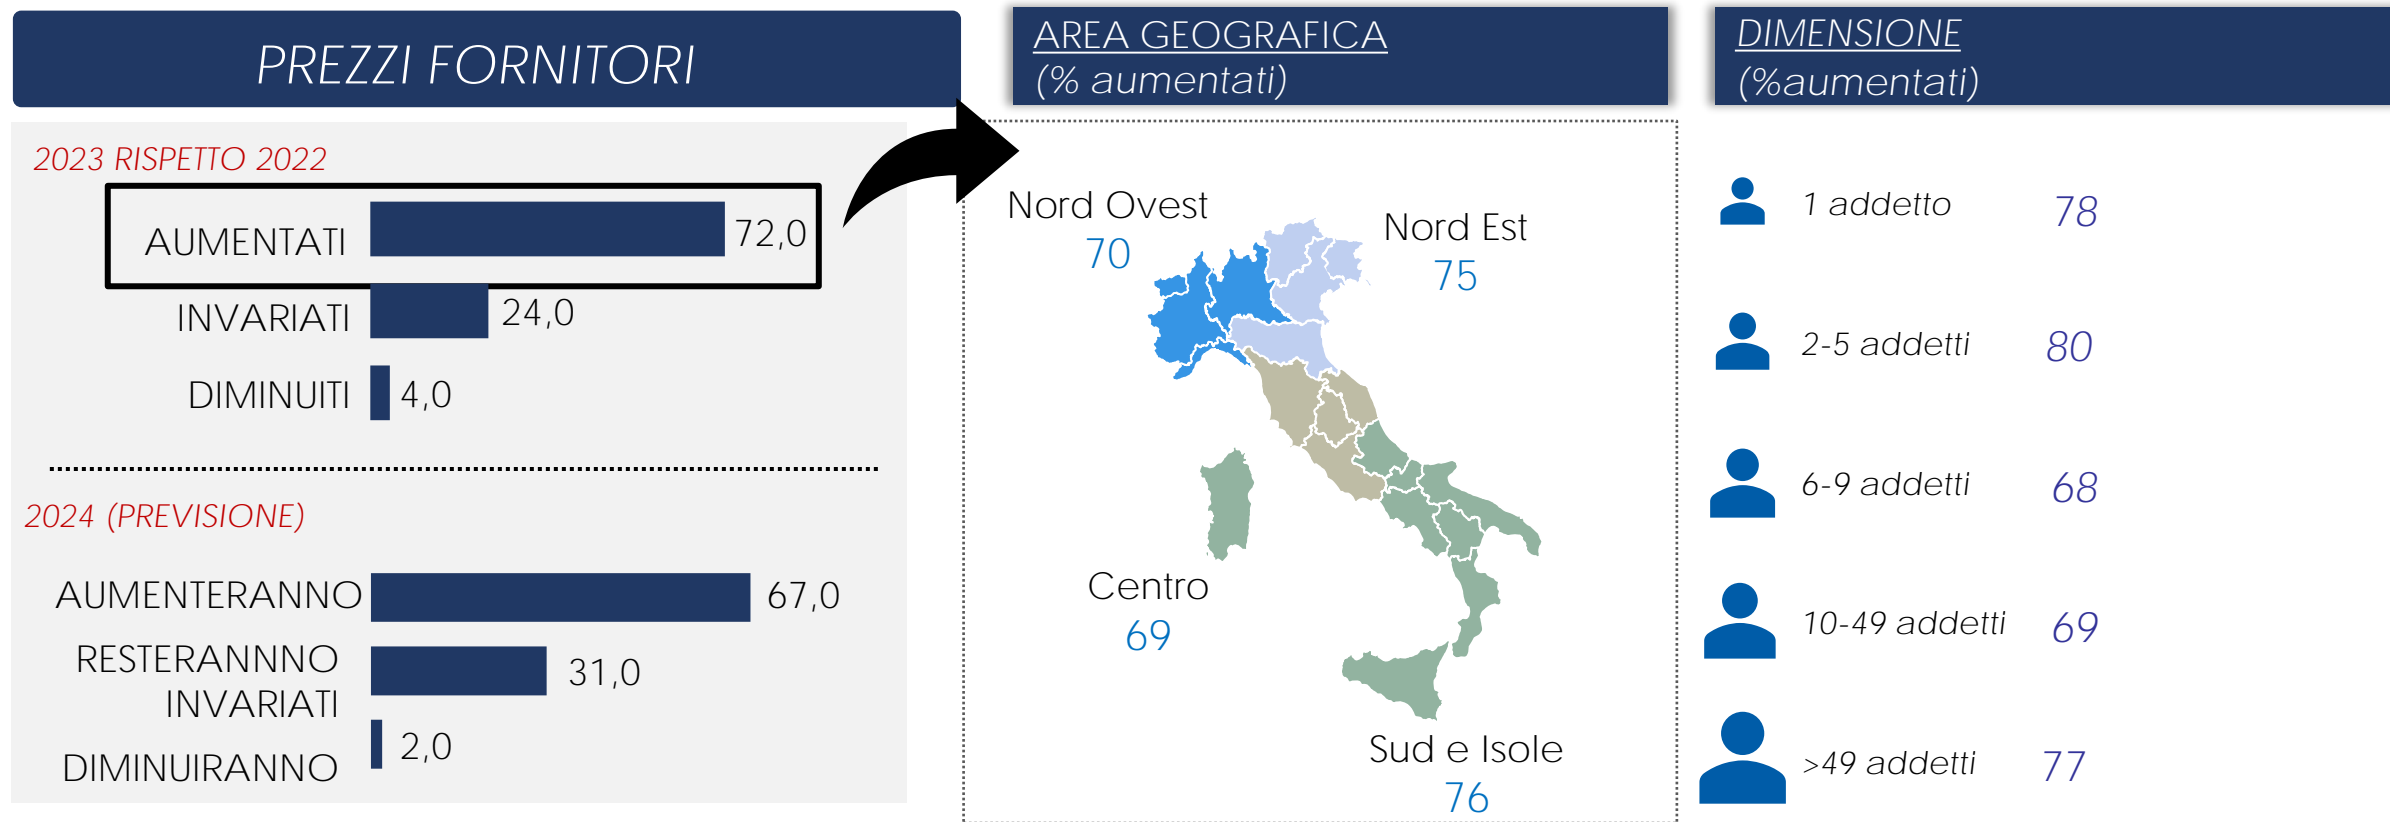 PREZZI FORNITORI
2023 RISPETTO 2022
AUMENTATI
72,0
INVARIATI
24,0
DIMINUITI
4,0
2024 (PREVISIONE)
AUMENTERANNO
67,0
RESTERANNNO
INVARIATI
31,0
DIMINUIRANNO
2,0
AREA GEOGRAFICA
(% aumentati)
Nord Ovest
70
Nord Est
75
Centro
69
Sud e Isole
76
DIMENSIONE
(%aumentati)
1 addetto
78
2-5 addetti
80
6-9 addetti
68
10-49 addetti
69
>49 addetti
77